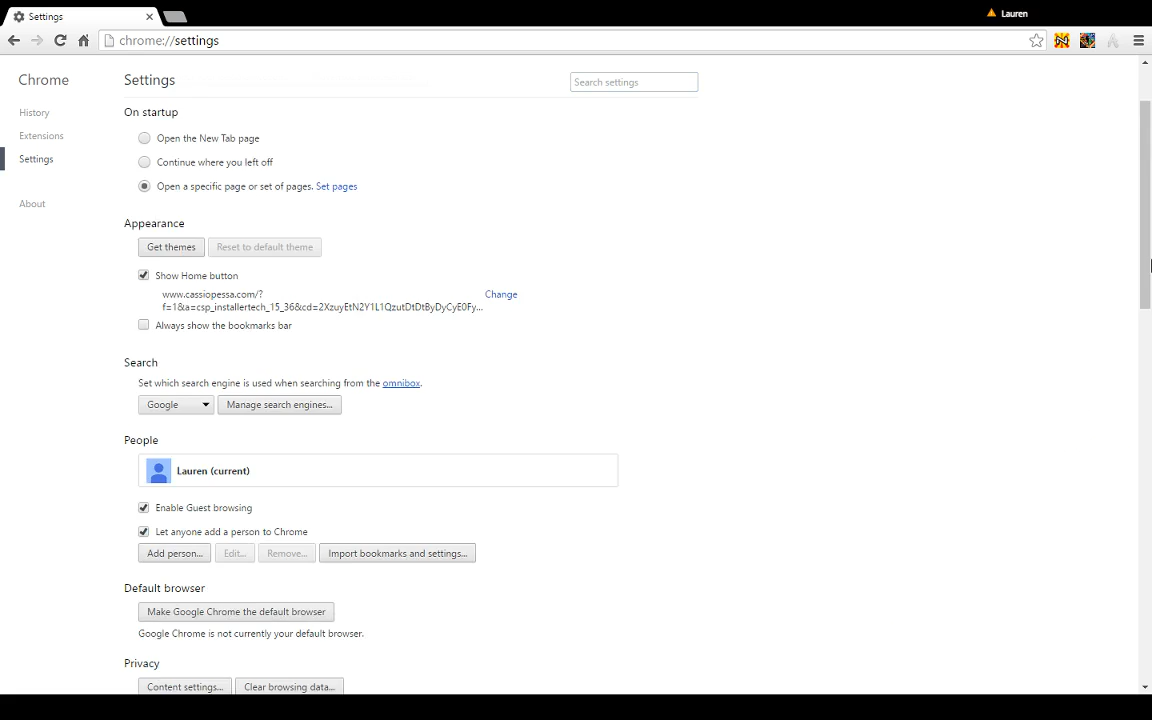 Settings
Lauren
chrome://settings
Chrome
Settings
Search settings
History
Extensions
Settings
About
On startup
Open the New Tab page
Continue where you left off
Open a specific page or set of pages. Set pages
Appearance
Get themes
Reset to default theme
Show Home button
www.cassiopessa.com/?
f=1&a=csp_installertech_15_36&cd=2XzuyEtN2Y1L1QzutDtDtByDyCyE0Fy...
Change
Always show the bookmarks bar
Search
Set which search engine is used when searching from the omnibox.
Google
Manage search engines...
People
Lauren (current)
Enable Guest browsing
Let anyone add a person to Chrome
Add person...
Edit...
Remove...
Import bookmarks and settings...
Default browser
Make Google Chrome the default browser
Google Chrome is not currently your default browser.
Privacy
Content settings...
Clear browsing data...